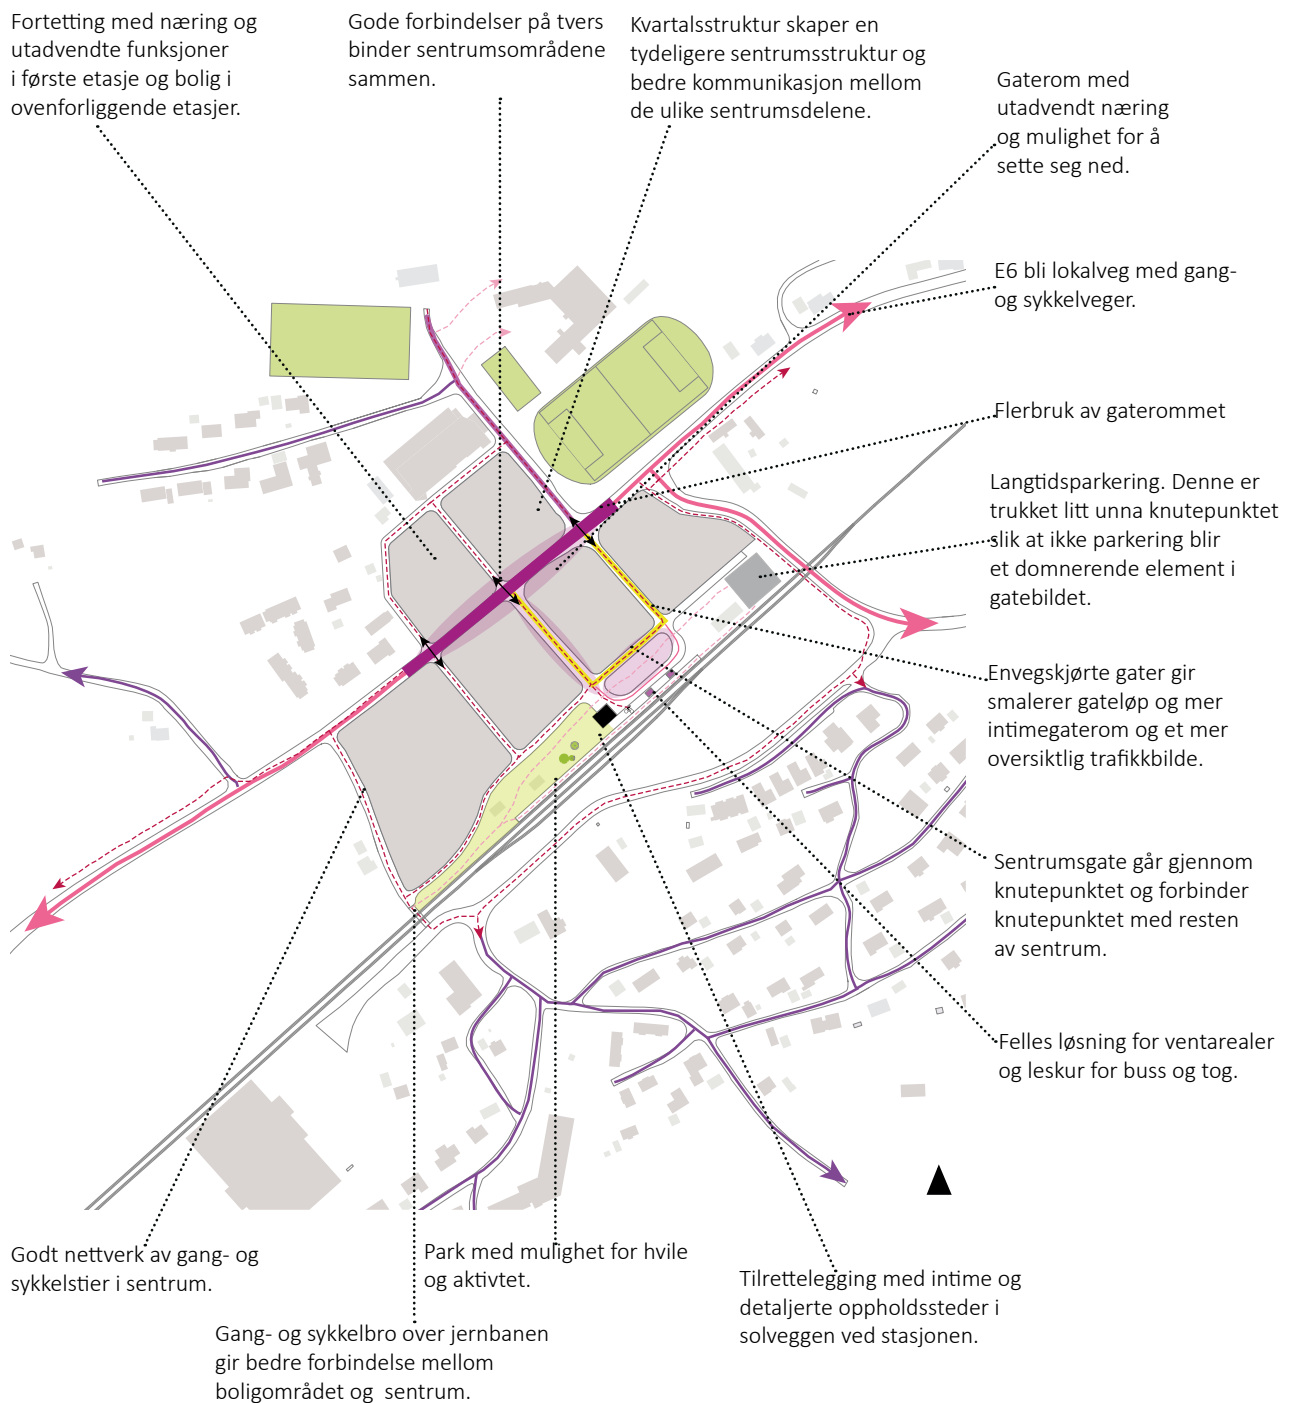 Fortetting med næring og
utadvendte funksjoner
i første etasje og bolig i
ovenforliggende etasjer.
Gode forbindelser på tvers
binder sentrumsområdene
sammen.
Kvartalsstruktur skaper en
tydeligere sentrumsstruktur og
bedre kommunikasjon mellom
de ulike sentrumsdelene.
Gaterom med
utadvendt næring
og mulighet for å
sette seg ned.
E6 bli lokalveg med gang-
og sykkelveger.
Flerbruk av gaterommet
Langtidsparkering. Denne er
trukket litt unna knutepunktet
slik at ikke parkering blir
et domnerende element i
gatebildet.
Envegskjørte gater gir
smalerer gateløp og mer
intimegaterom og et mer
oversiktlig trafikkbilde.
Sentrumsgate går gjennom
knutepunktet og forbinder
knutepunktet med resten
av sentrum.
Felles løsning for ventarealer
og leskur for buss og tog.
Godt nettverk av gang- og
sykkelstier i sentrum.
Park med mulighet for hvile
og aktivtet.
Tilrettelegging med intime og
detaljerte oppholdssteder i
solveggen ved stasjonen.
Gang- og sykkelbro over jernbanen
gir bedre forbindelse mellom
boligområdet og  sentrum.